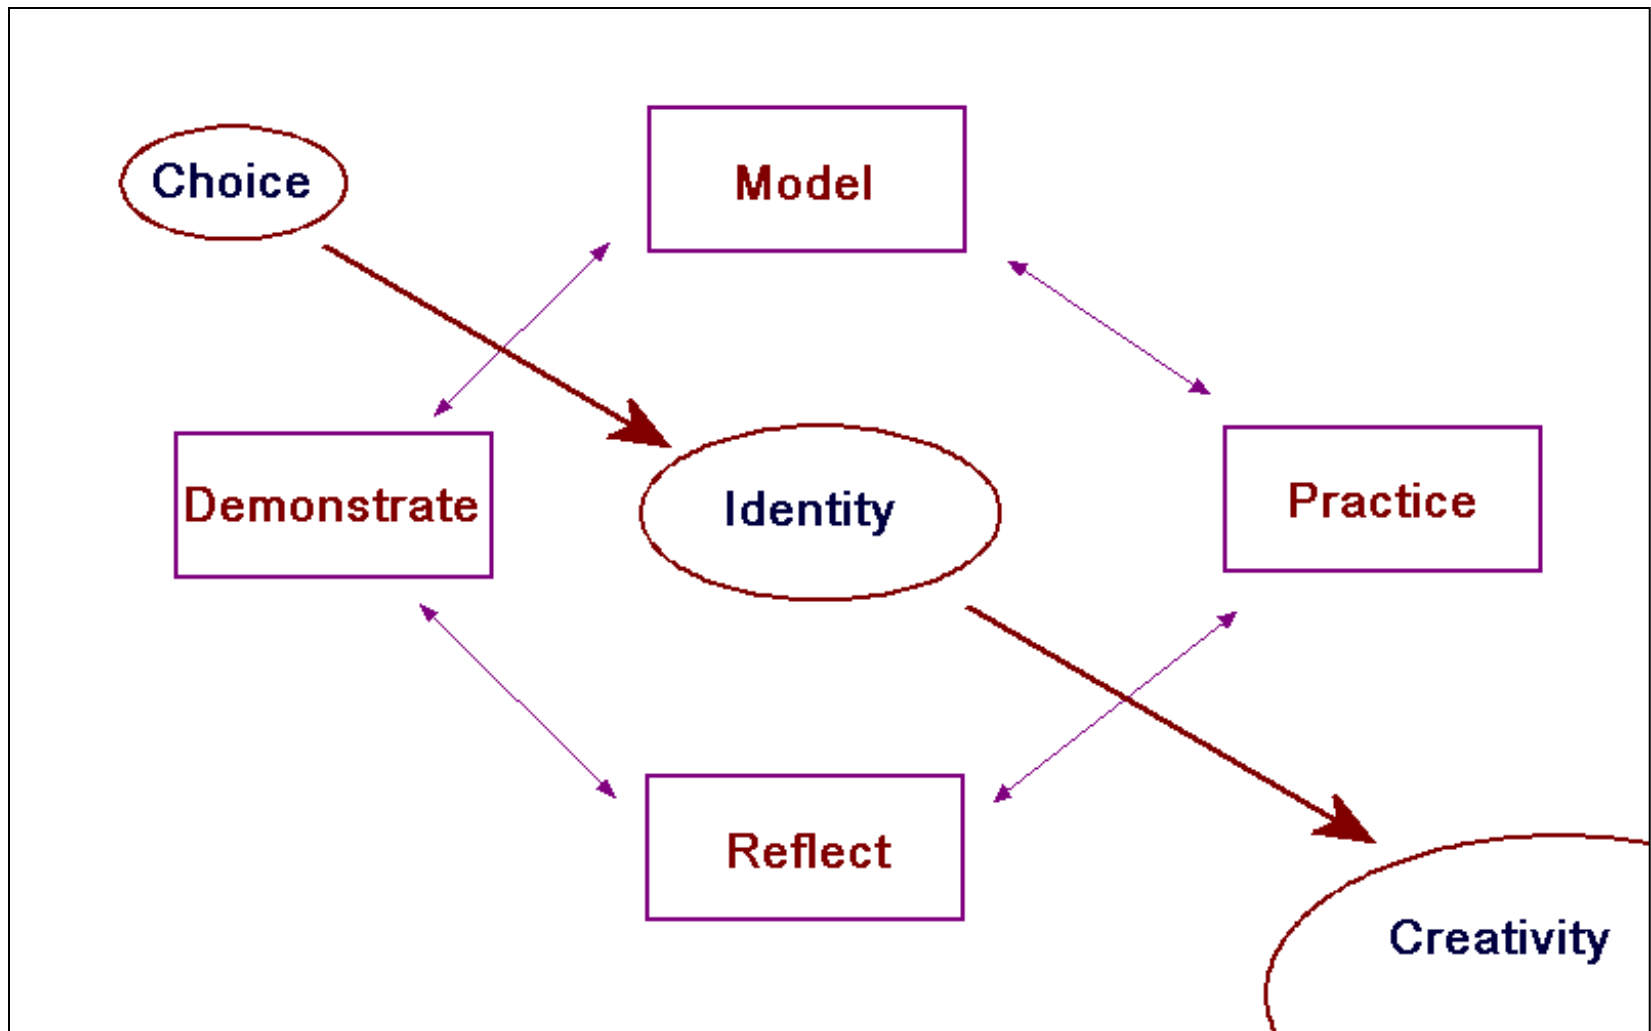 Choice
Model
Demonstrate
Identity
Practice
Reflect
Creativity